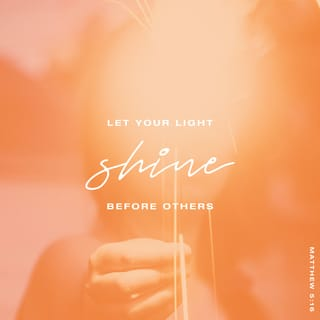 LET YOUR LIGHT
shine
BEFORE OTHERS
MATTHEW 5:16